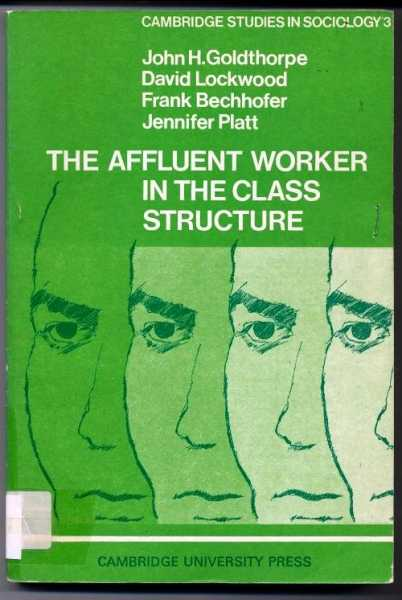 CAMBRIDGE STUDIES IN SOCIOLOGY 3
John H. Goldthorpe
David Lockwood
Frank Bechhofer
Jennifer Platt
THE AFFLUENT WORKER
IN THE CLASS
STRUCTURE
CAMBRIDGE UNIVERSITY PRESS